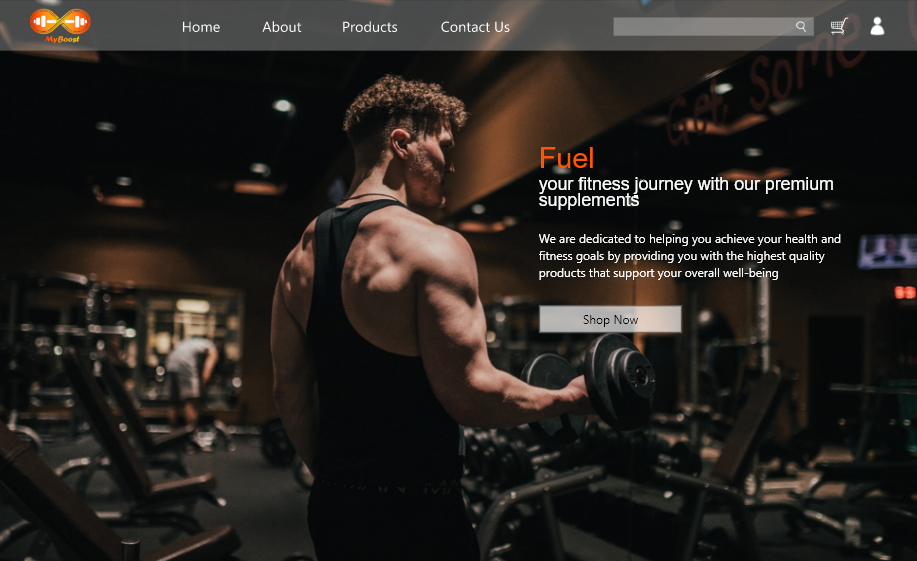 MyBoost
Home About Products Contact Us
Get Some
Fuel
your fitness journey with our premium
supplements
We are dedicated to helping you achieve your health and
fitness goals by providing you with the highest quality
products that support your overall well-being
Shop Now